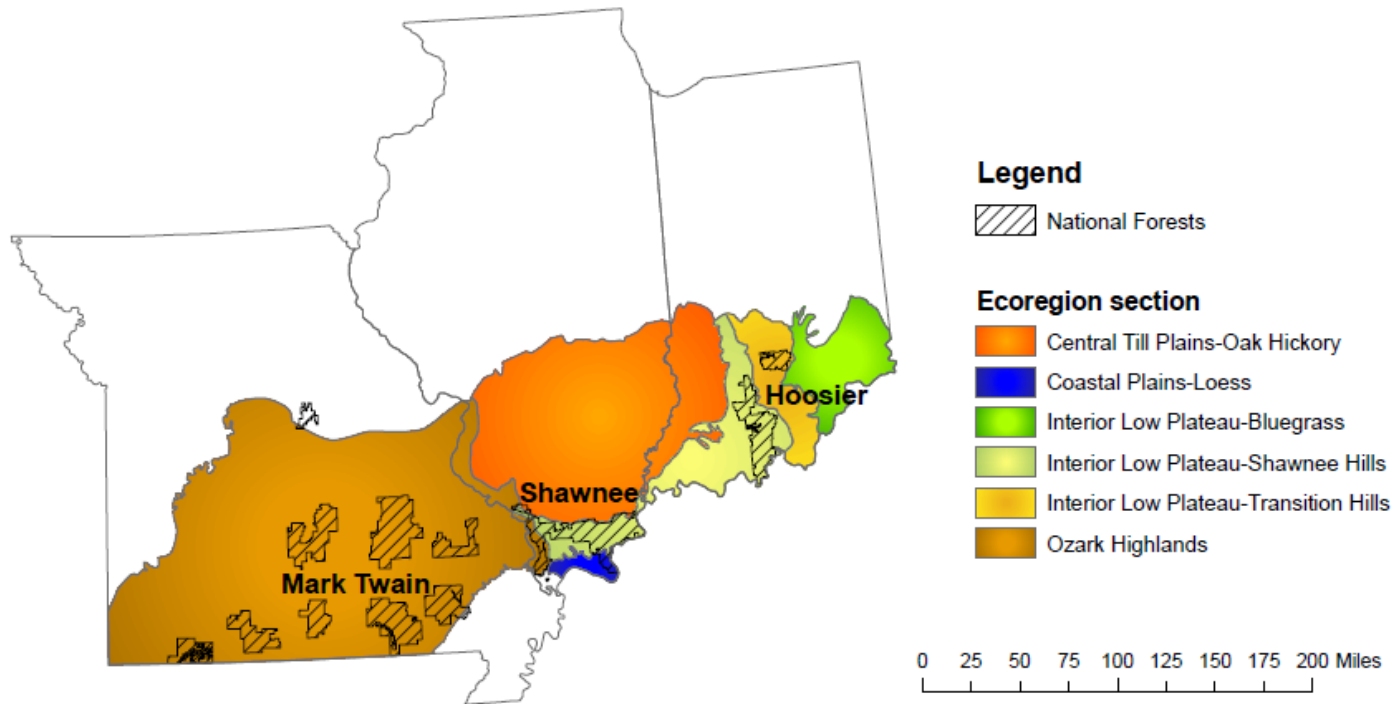 Legend
National Forests
Ecoregion section
Central Till Plains-Oak Hickory
Coastal Plains-Loess
Interior Low Plateau-Bluegrass
Interior Low Plateau-Shawnee Hills
Interior Low Plateau-Transition Hills
Ozark Highlands
Hoosier
Shawnee
Mark Twain
0 25 50 75 100 125 150 175 200 Miles